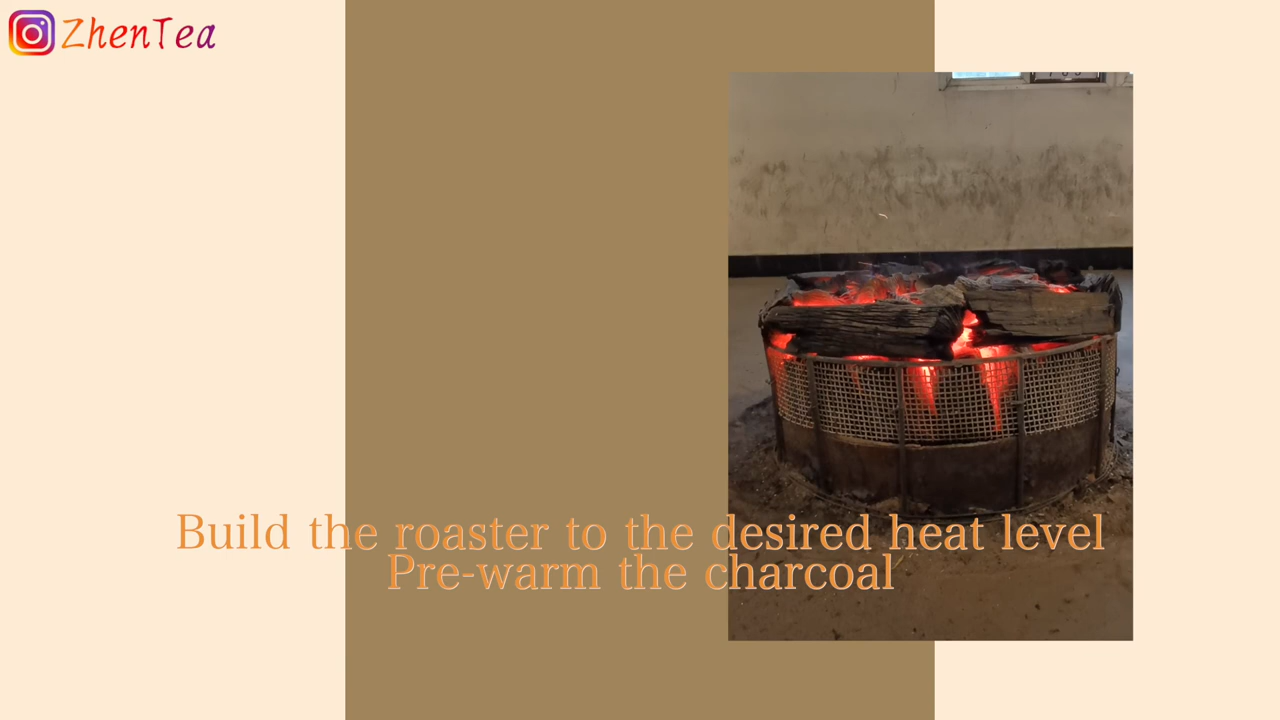 ZhenTea
Build the roaster to the desired heat level
Pre-warm the charcoal